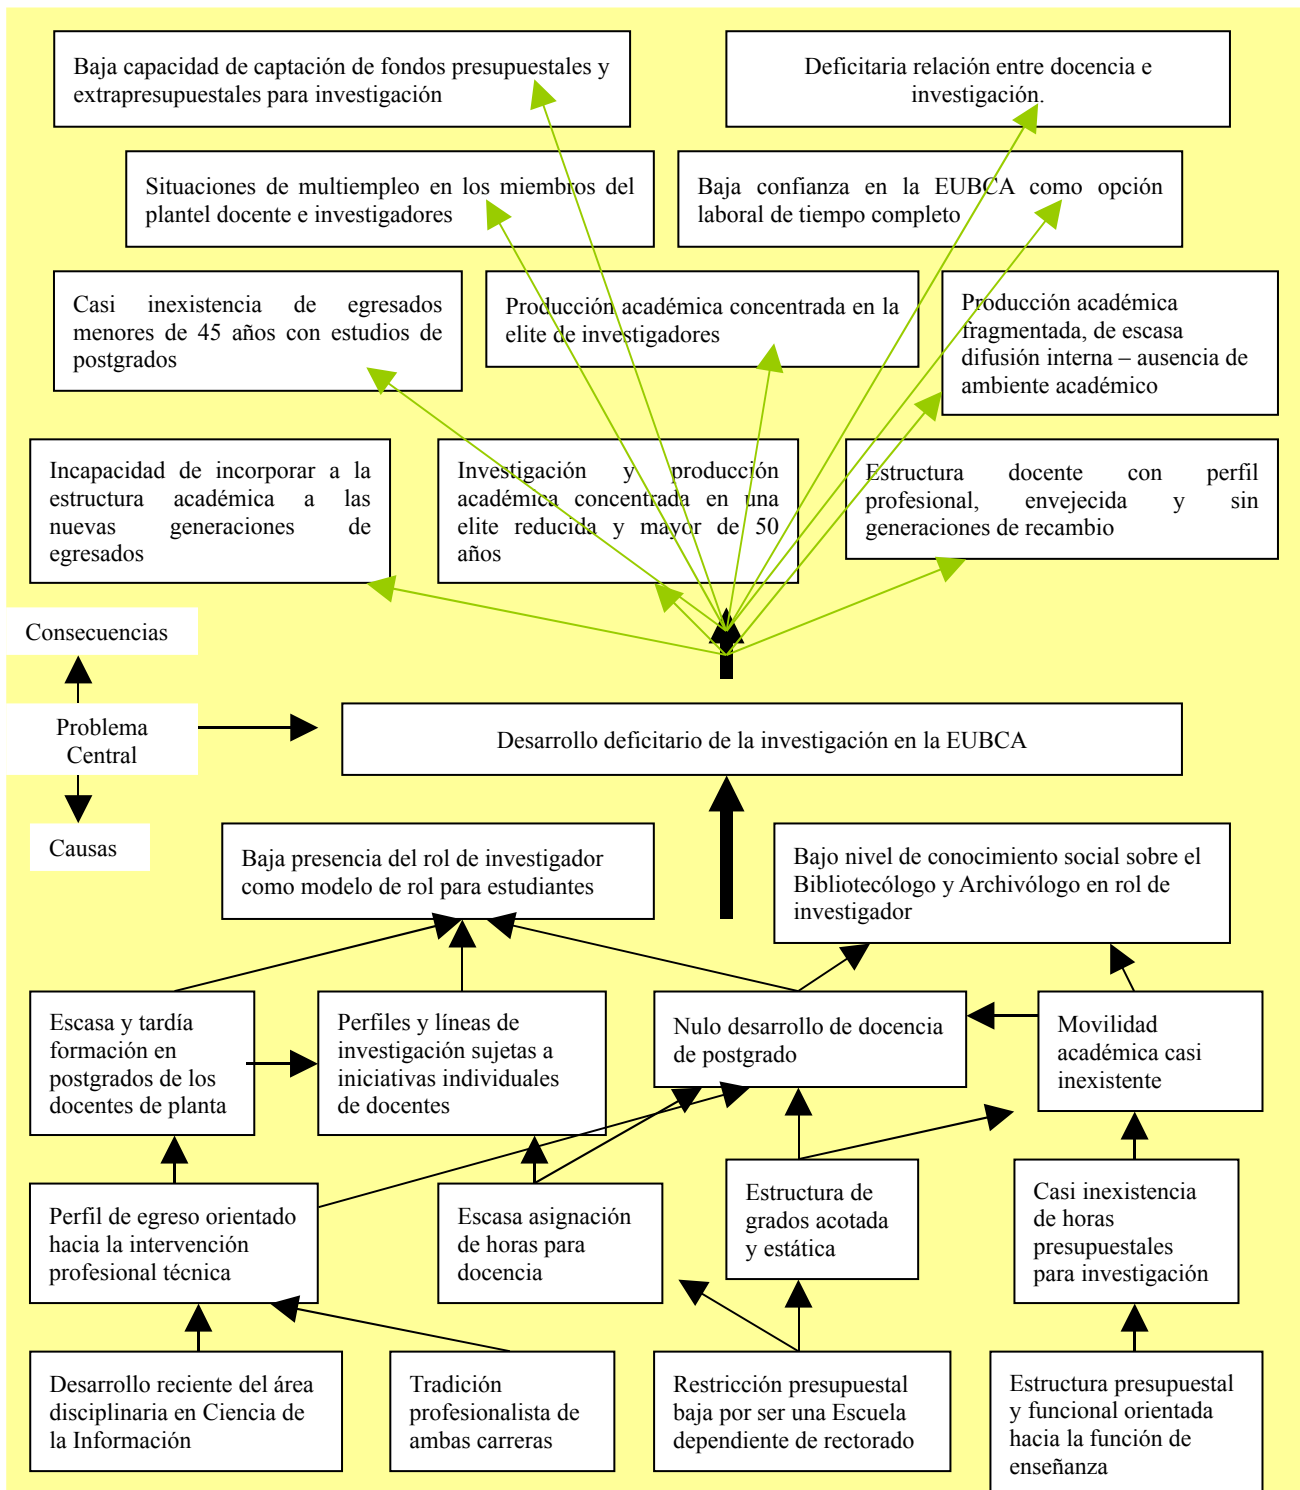 Baja capacidad de captación de fondos presupuestales y
extrapresupuestales para investigación
Deficitaria relación entre docencia e
investigación.
Situaciones de multiempleo en los miembros del
plantel docente e investigadores
Baja confianza en la EUBCA como opción
laboral de tiempo completo
Casi inexistencia de egresados
menores de 45 años con estudios de
postgrados
Producción académica concentrada en la
elite de investigadores
Producción académica
fragmentada, de escasa
difusión interna – ausencia de
ambiente académico
Incapacidad de incorporar a la
estructura académica a las
nuevas generaciones de
egresados
Investigación y producción
académica concentrada en una
elite reducida y mayor de 50
años
Estructura docente con perfil
profesional, envejecida y sin
generaciones de recambio
Consecuencias
Problema
Central
Desarrollo deficitario de la investigación en la EUBCA
Causas
Baja presencia del rol de investigador
como modelo de rol para estudiantes
Bajo nivel de conocimiento social sobre el
Bibliotecólogo y Archivólogo en rol de
investigador
Escasa y tardía
formación en
postgrados de los
docentes de planta
Perfiles y líneas de
investigación sujetas a
iniciativas individuales
de docentes
Nulo desarrollo de docencia
de postgrado
Movilidad
académica casi
inexistente
Perfil de egreso orientado
hacia la intervención
profesional técnica
Escasa asignación
de horas para
docencia
Estructura de
grados acotada
y estática
Casi inexistencia
de horas
presupuestales
para investigación
Desarrollo reciente del área
disciplinaria en Ciencia de
la Información
Tradición
profesionalista de
ambas carreras
Restricción presupuestal
baja por ser una Escuela
dependiente de rectorado
Estructura presupuestal
y funcional orientada
hacia la función de
enseñanza